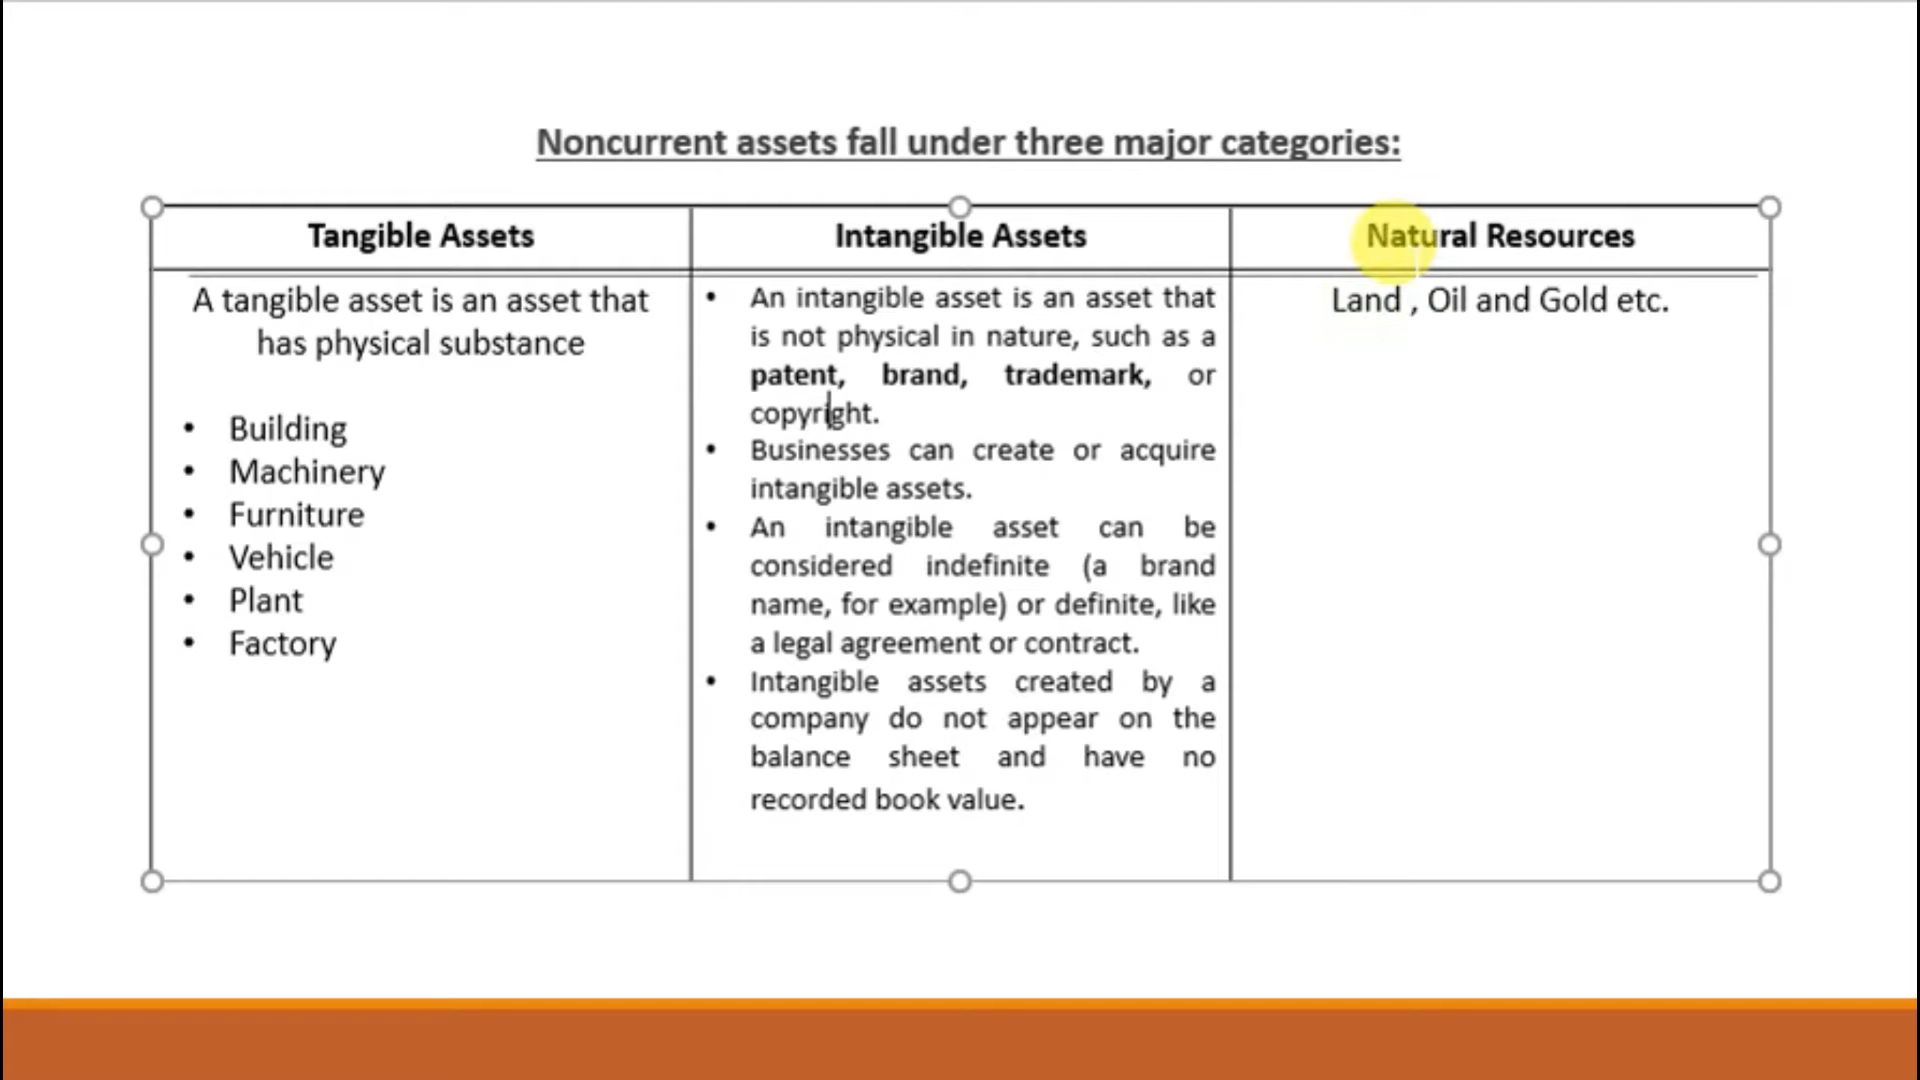 Noncurrent assets fall under three major categories:
Tangible Assets
A tangible asset is an asset that
has physical substance
• Building
• Machinery
• Furniture
• Vehicle
• Plant
• Factory
Intangible Assets
• An intangible asset is an asset that
is not physical in nature, such as a
patent, brand, trademark, or
copyright.
• Businesses can create or acquire
intangible assets.
• An intangible asset can be
considered indefinite (a brand
name, for example) or definite, like
a legal agreement or contract.
• Intangible assets created by a
company do not appear on the
balance sheet and have no
recorded book value.
Natural Resources
Land , Oil and Gold etc.